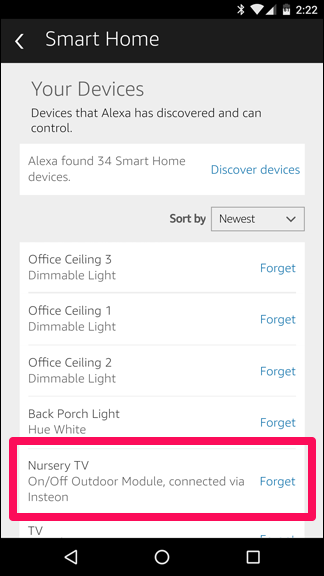 2:22
Smart Home
Your Devices
Devices that Alexa has discovered and can
control.
Alexa found 34 Smart Home
devices.
Discover devices
Sort by
Newest
Office Ceiling 3
Dimmable Light
Forget
Office Ceiling 1
Dimmable Light
Forget
Office Ceiling 2
Dimmable Light
Forget
Back Porch Light
Hue White
Forget
Nursery TV
On/Off Outdoor Module, connected via
Insteon
Forget
TV
Forget